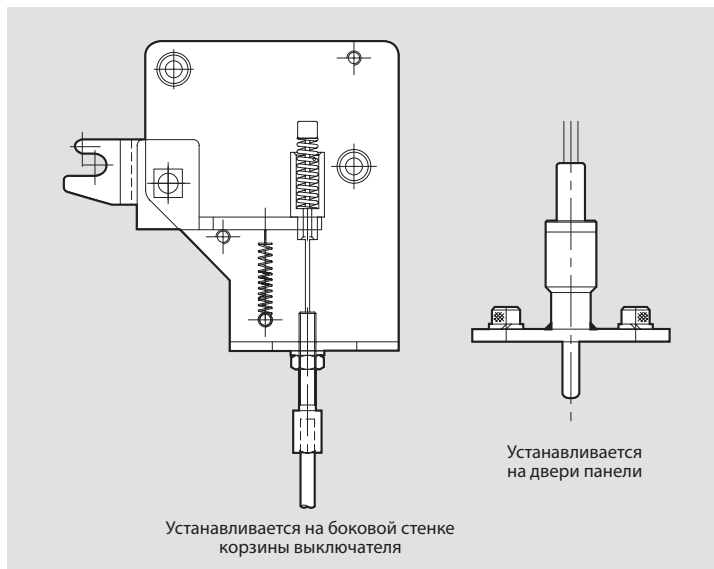 Устанавливается на боковой стенке
корзины выключателя
Устанавливается
на двери панели